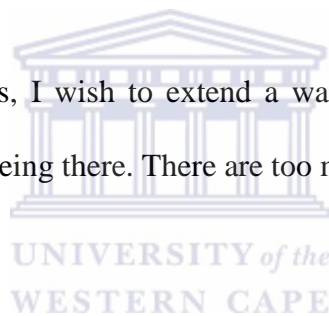 s, I wish to extend a wa
eing there. There are too
UNIVERSITY of the
WESTERN CAPE